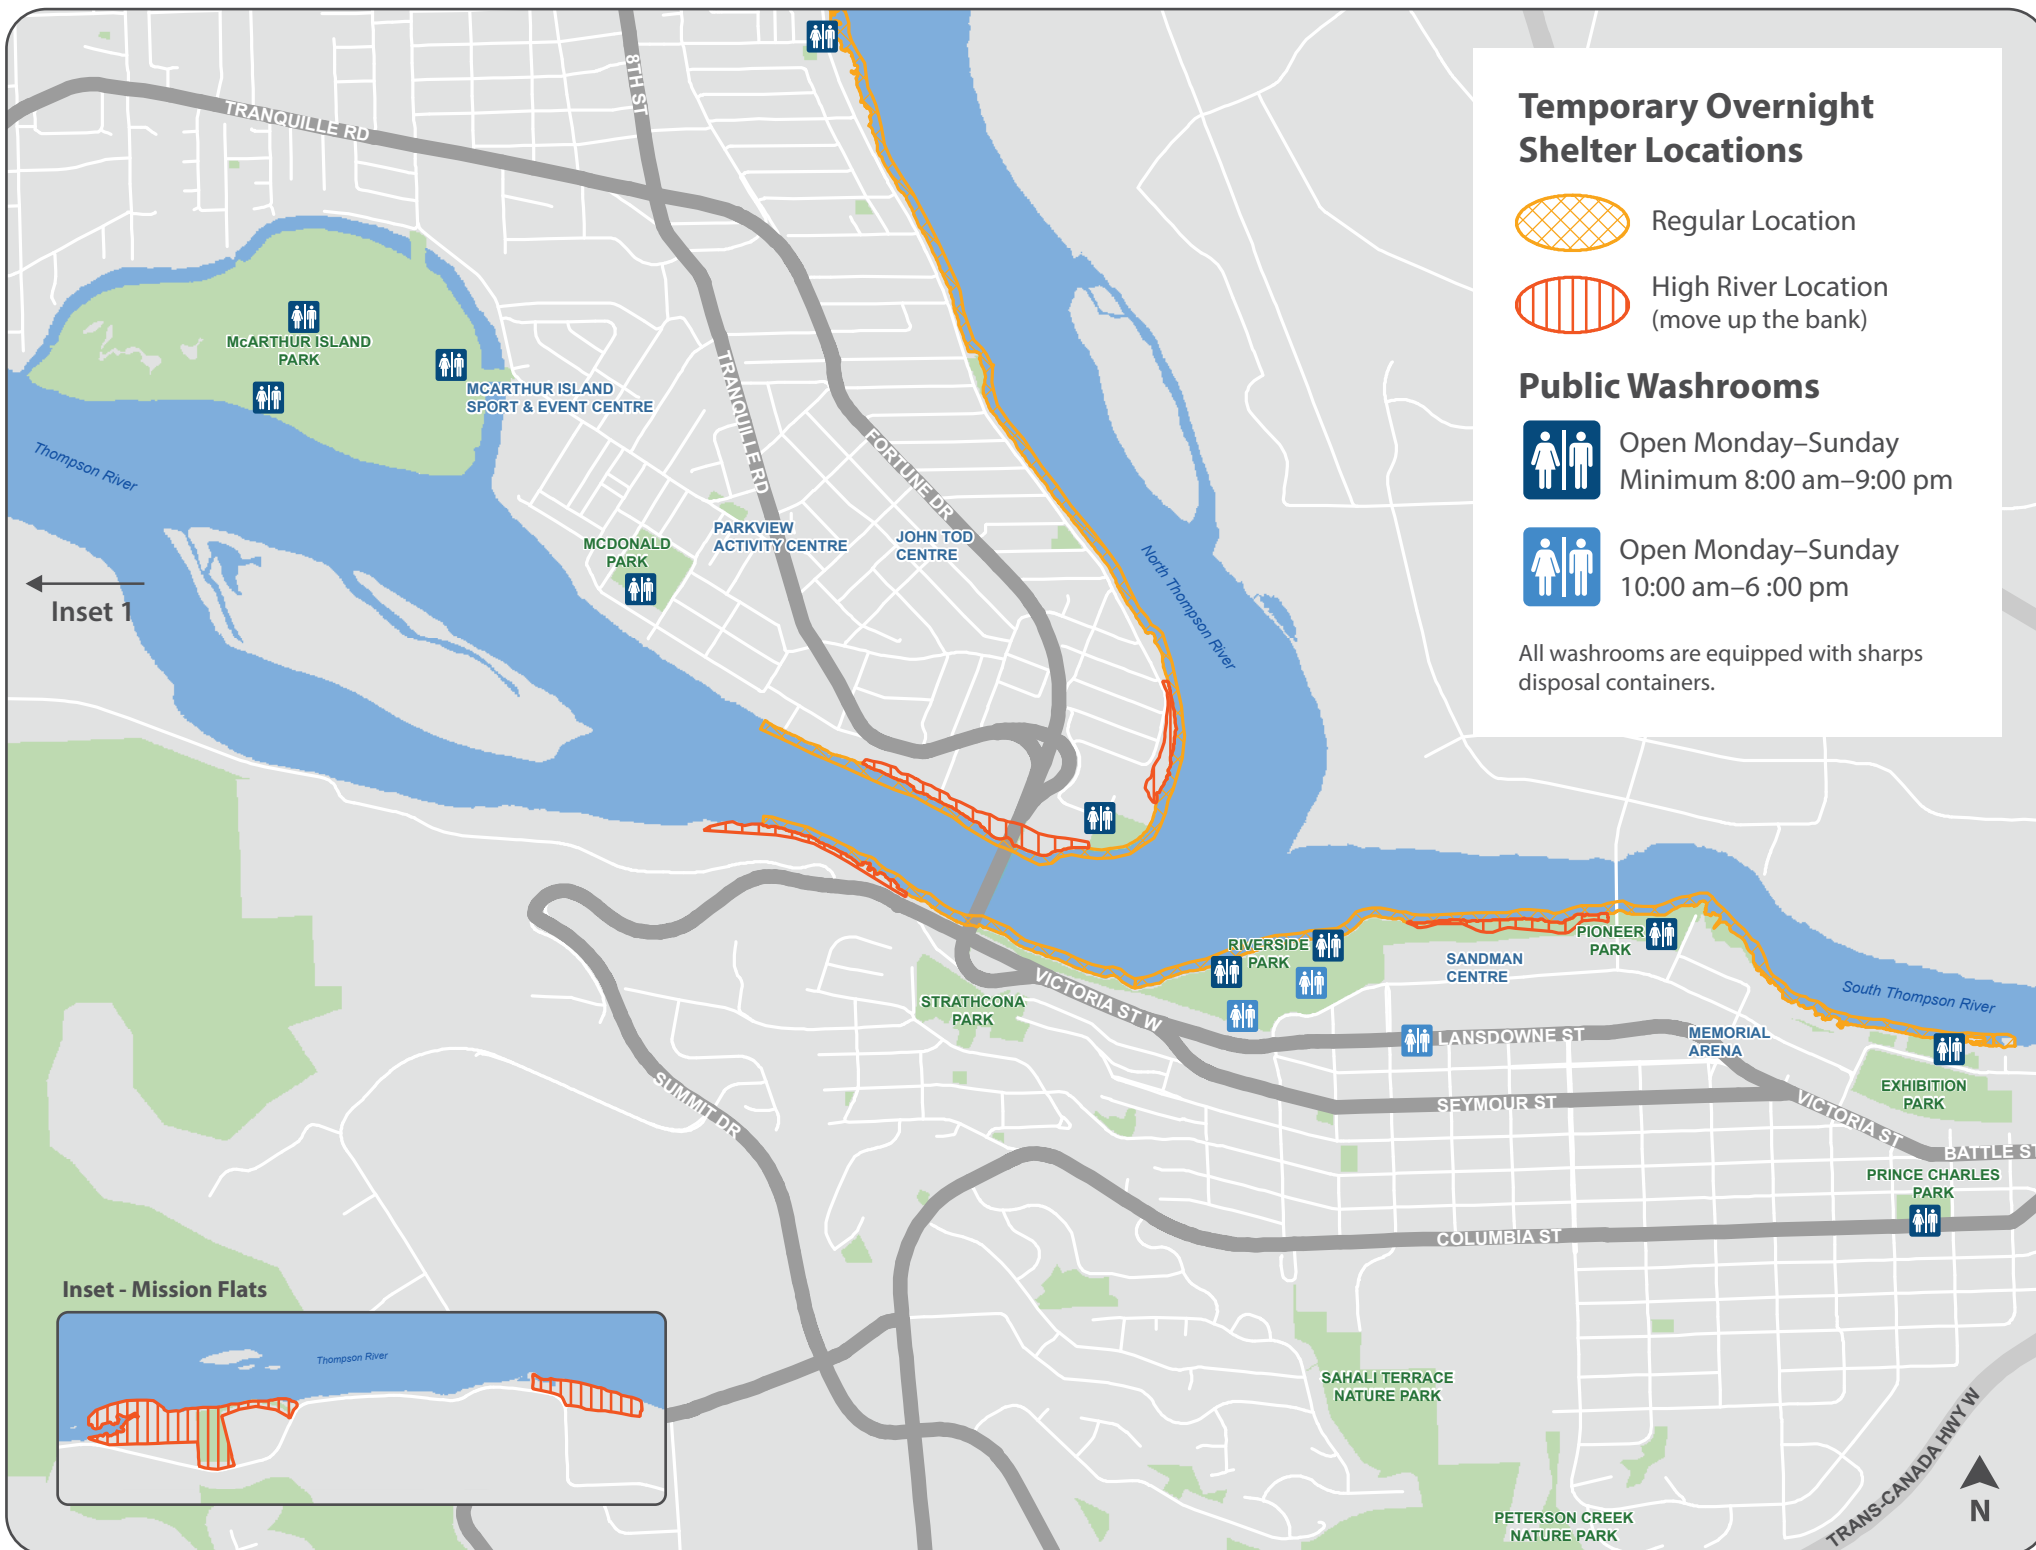 8TH ST
TRANQUILLE RD
McARTHUR ISLAND
PARK
MCARTHUR ISLAND
SPORT & EVENT CENTRE
Thompson River
TRANQUILLE RD
FORTUNE DR
PARKVIEW
ACTIVITY CENTRE
JOHN TOD
CENTRE
MCDONALD
PARK
North Thompson River
Inset 1
Temporary Overnight
Shelter Locations
Regular Location
High River Location
(move up the bank)
Public Washrooms
Open Monday–Sunday
Minimum 8:00 am–9:00 pm
Open Monday–Sunday
10:00 am–6 :00 pm
All washrooms are equipped with sharps
disposal containers.
RIVERSIDE
PARK
PIONEER
PARK
SANDMAN
CENTRE
STRATHCONA
PARK
VICTORIA ST W
South Thompson River
LANSDOWNE ST
MEMORIAL
ARENA
SUMMIT DR
SEYMOUR ST
EXHIBITION
PARK
VICTORIA ST
BATTLE ST
PRINCE CHARLES
PARK
COLUMBIA ST
Inset - Mission Flats
Thompson River
SAHALI TERRACE
NATURE PARK
PETERSON CREEK
NATURE PARK
TRANS-CANADA HWY W
N